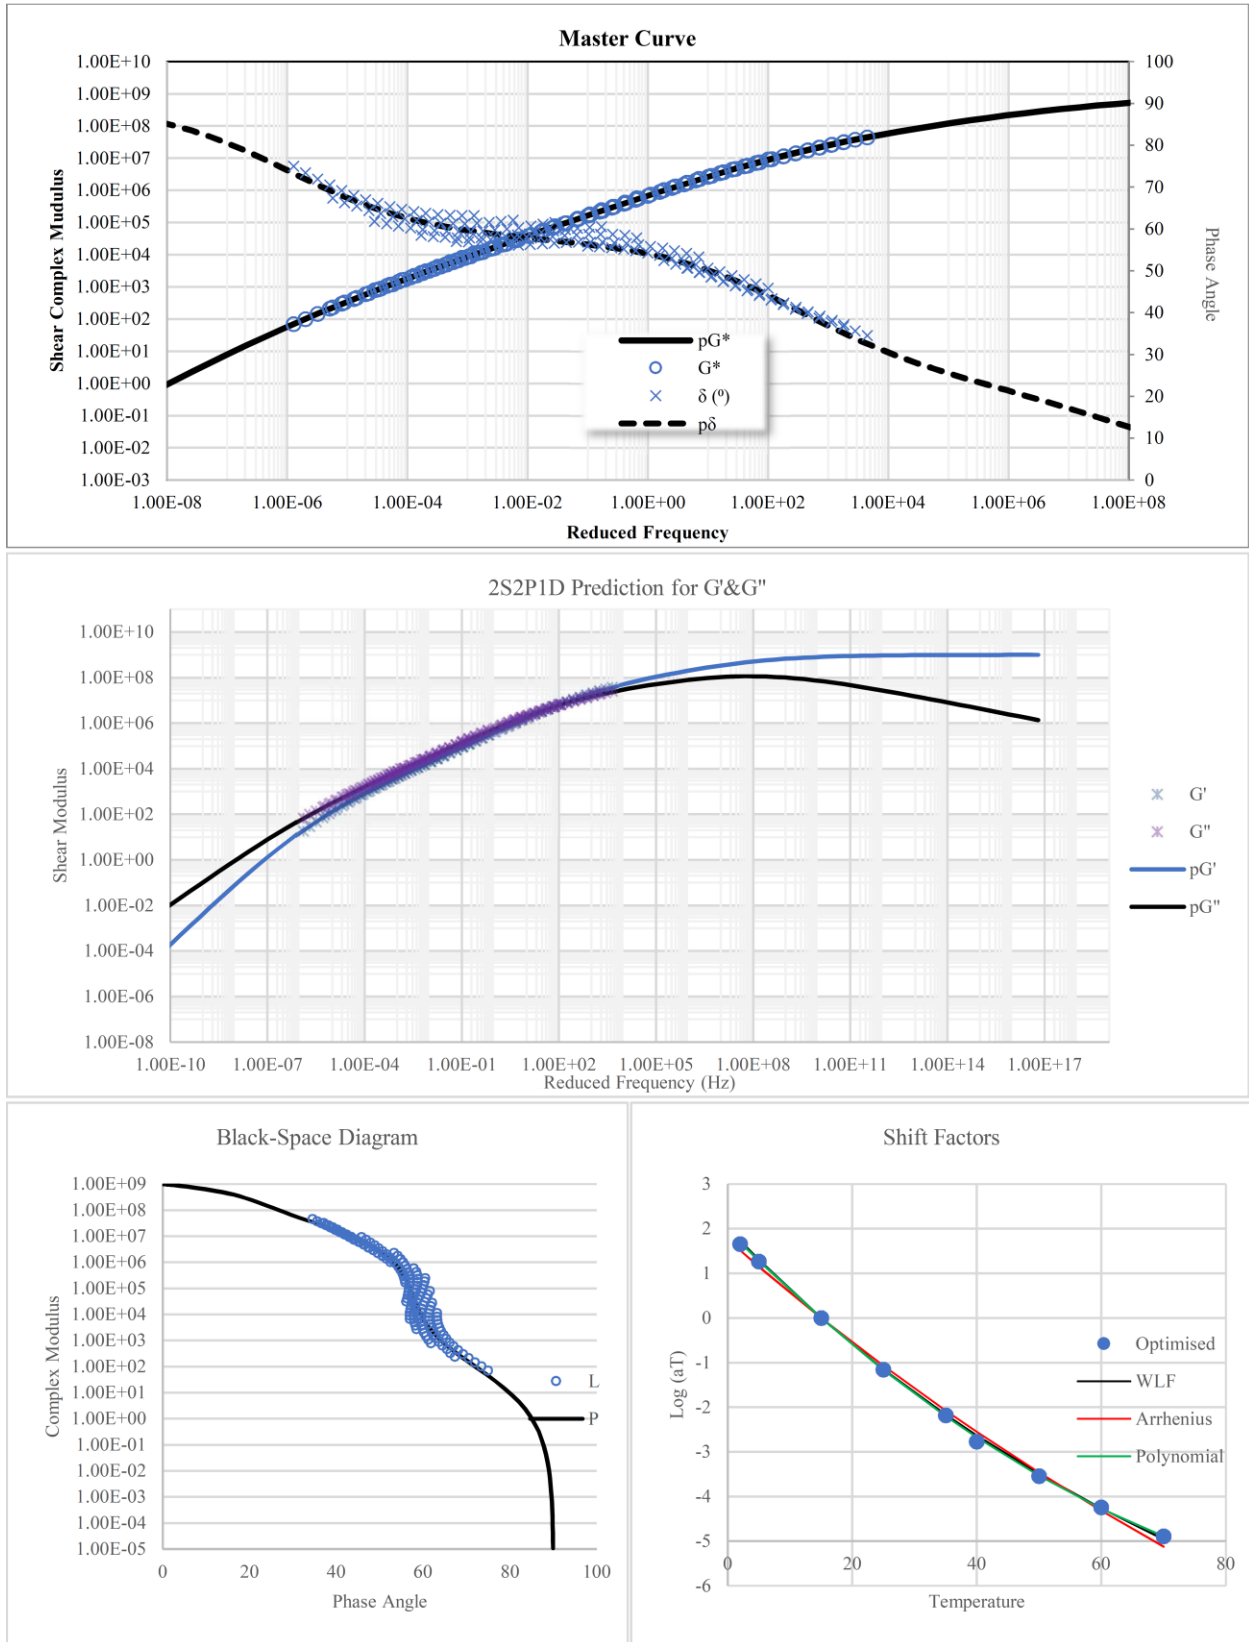 Master Curve
1.00E+10
1.00E+09
1.00E+08
1.00E+07
1.00E+06
1.00E+05
1.00E+04
1.00E+03
1.00E+02
1.00E+01
1.00E+00
1.00E-01
1.00E-02
1.00E-03
Shear Complex Mudulus
100
90
80
70
60
50
40
30
20
10
0
Phase Angle
pG*
G*
δ (º)
pδ
1.00E-08 1.00E-06 1.00E-04 1.00E-02 1.00E+00 1.00E+02 1.00E+04 1.00E+06 1.00E+08
Reduced Frequency
2S2P1D Prediction for G'&G"
1.00E+10
1.00E+08
1.00E+06
1.00E+04
1.00E+02
1.00E+00
1.00E-02
1.00E-04
1.00E-06
1.00E-08
Shear Modulus
G'
G"
pG'
pG"
1.00E-10 1.00E-07 1.00E-04 1.00E-01 1.00E+02 1.00E+05 1.00E+08 1.00E+11 1.00E+14 1.00E+17
Reduced Frequency (Hz)
Black-Space Diagram
1.00E+09
1.00E+08
1.00E+07
1.00E+06
1.00E+05
1.00E+04
1.00E+03
1.00E+02
1.00E+01
1.00E+00
1.00E-01
1.00E-02
1.00E-03
1.00E-04
1.00E-05
Complex Modulus
L
P
0 20 40 60 80 100
Phase Angle
Shift Factors
3
2
1
0
-1
-2
-3
-4
-5
-6
Log (aT)
Optimised
WLF
Arrhenius
Polynomial
0 20 40 60 80
Temperature